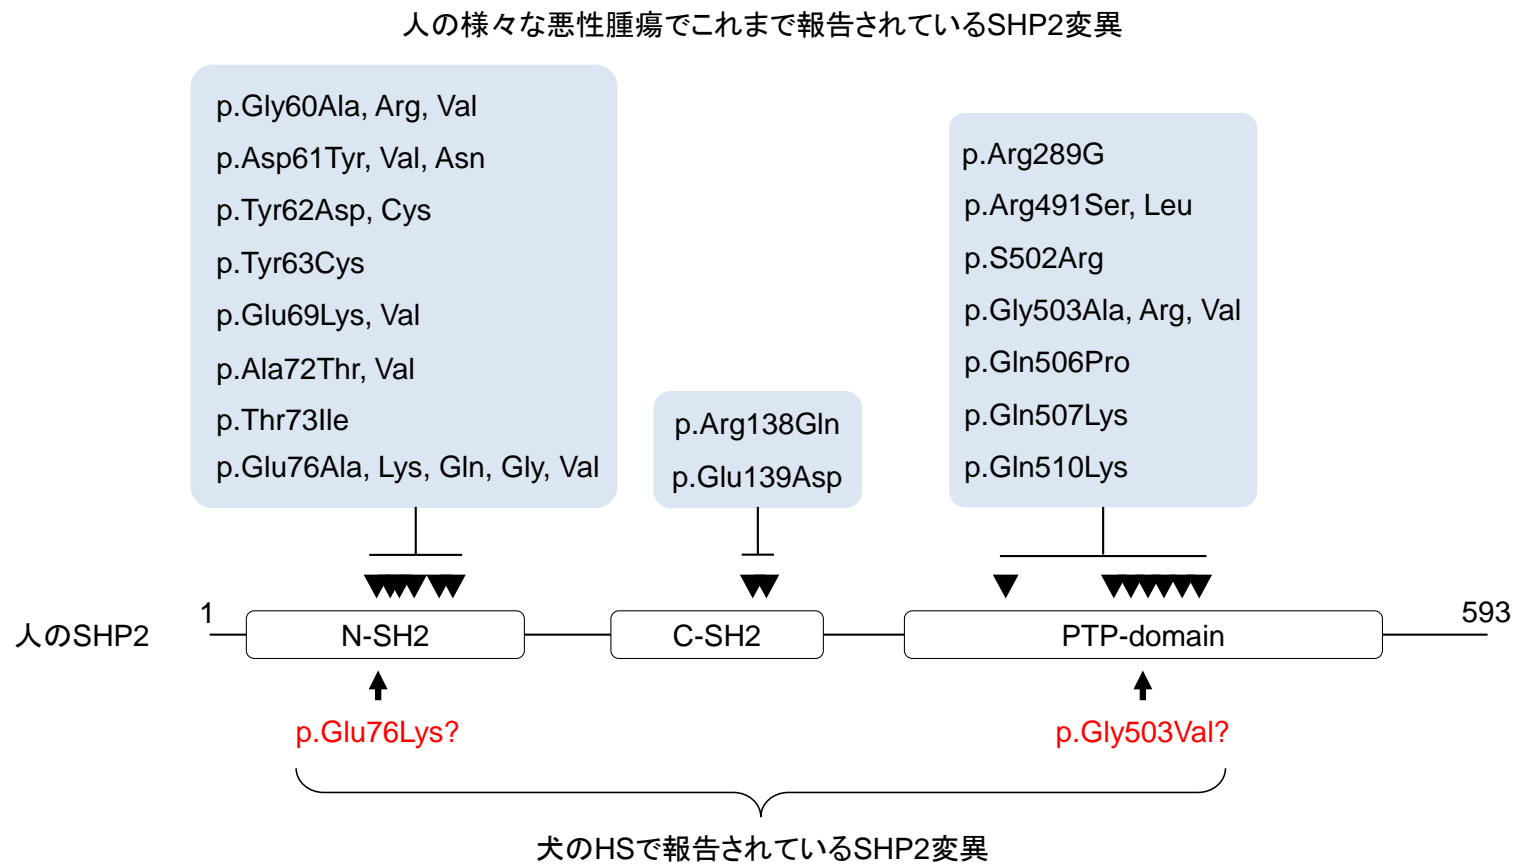 人の様々な悪性腫瘍でこれまで報告されているSHP2変異
p.Gly60Ala, Arg, Val
p.Asp61Tyr, Val, Asn
p.Tyr62Asp, Cys
p.Tyr63Cys
p.Glu69Lys, Val
p.Ala72Thr, Val
p.Thr73Ile
p.Glu76Ala, Lys, Gln, Gly, Val
p.Arg138Gln
p.Glu139Asp
p.Arg289G
p.Arg491Ser, Leu
p.S502Arg
p.Gly503Ala, Arg, Val
p.Gln506Pro
p.Gln507Lys
p.Gln510Lys
人のSHP2
1
N-SH2
C-SH2
PTP-domain
593
p.Glu76Lys?
p.Gly503Val?
犬のHSで報告されているSHP2変異